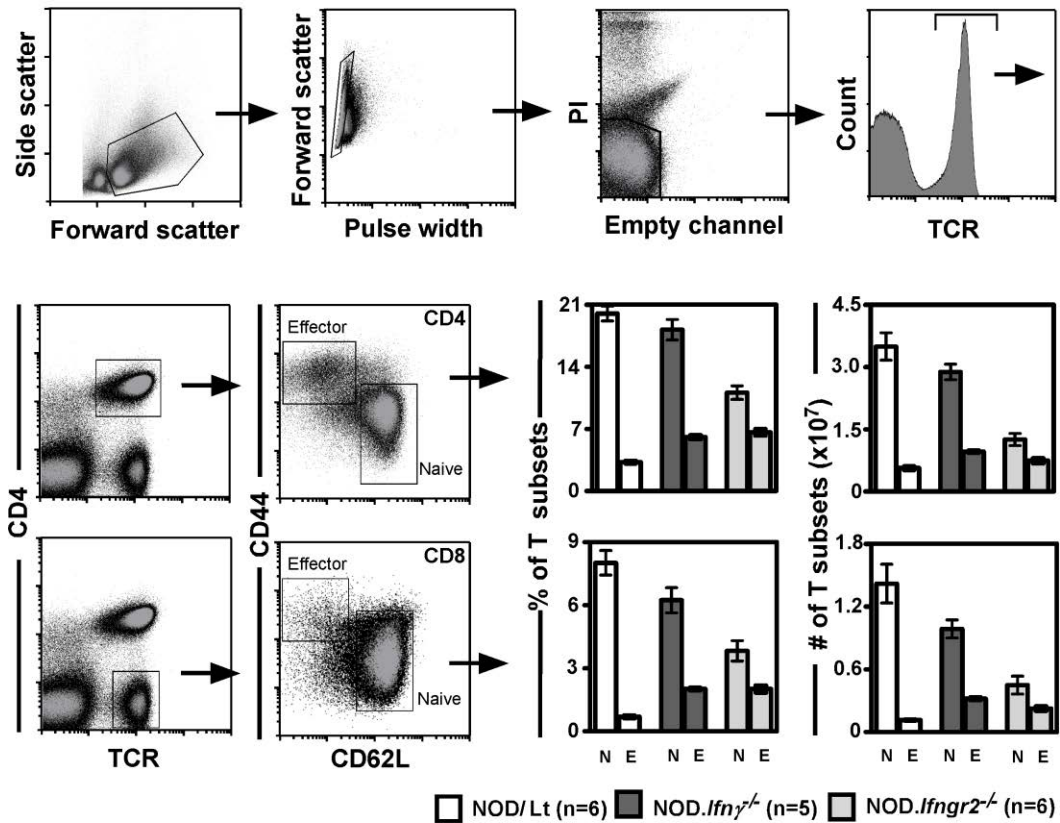 Side scatter
Forward scatter
Forward scatter
Pulse width
PI
Empty channel
Count
TCR
CD4
TCR
CD44
CD62L
CD4
Effector
Naive
CD8
Effector
Naive
% of T subsets
21
14
7
0
9
6
3
0
N E N E N E
# of T subsets (x10⁷)
4.5
3.0
1.5
0
1.8
1.2
0.6
0
N E N E N E
NOD/Lt (n=6) NOD.Ifnγ-/- (n=5) NOD.Ifngr2-/- (n=6)